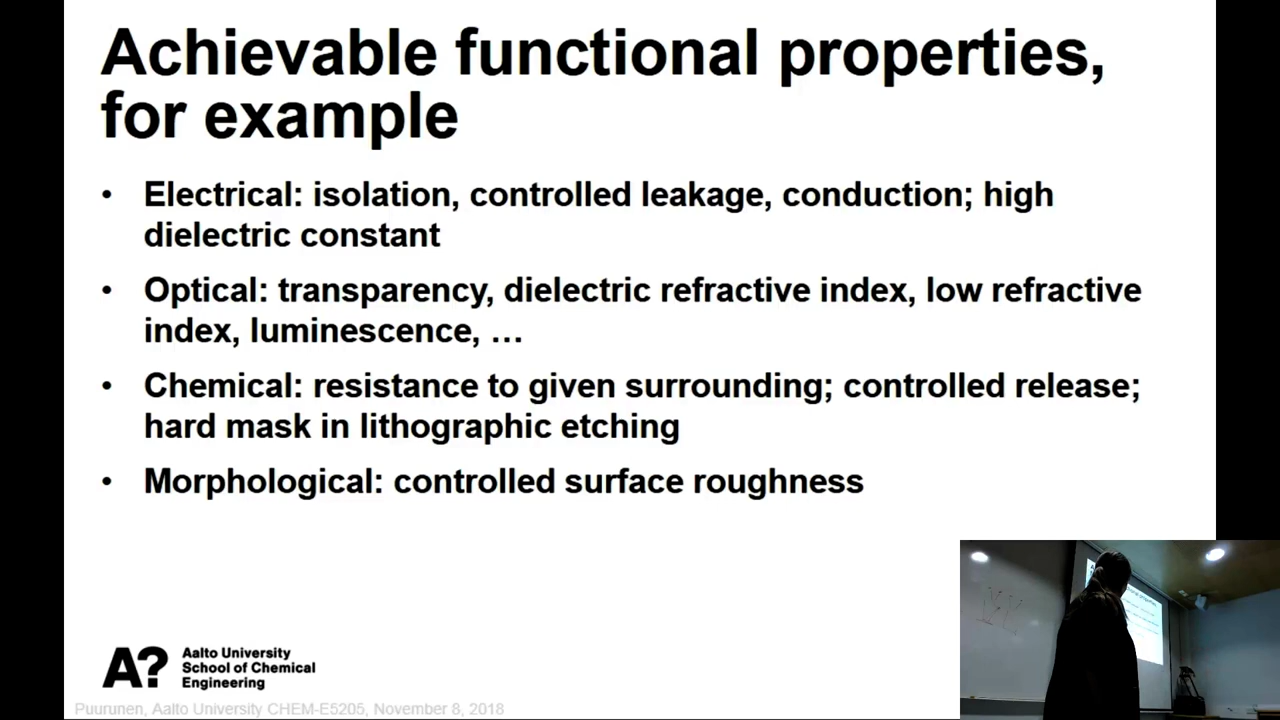 Achievable functional properties,
for example
• Electrical: isolation, controlled leakage, conduction; high
dielectric constant
• Optical: transparency, dielectric refractive index, low refractive
index, luminescence, …
• Chemical: resistance to given surrounding; controlled release;
hard mask in lithographic etching
• Morphological: controlled surface roughness
A?
Aalto University
School of Chemical
Engineering
Puurunen, Aalto University CHEM-E5205, November 8, 2018